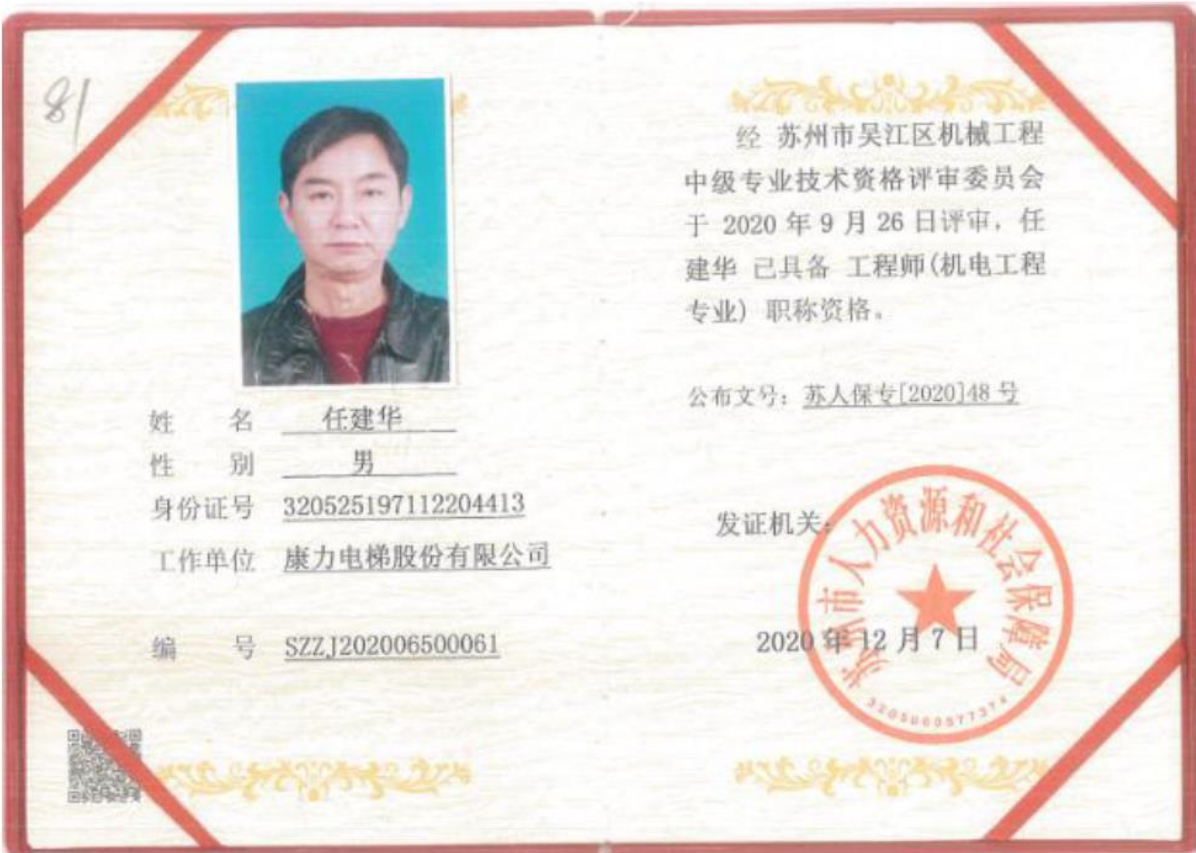 81
姓 名 任建华
性 别 男
身份证号 320525197112204413
工作单位 康力电梯股份有限公司
编 号 SZZJ202006500061
经 苏州市吴江区机械工程
中级专业技术资格评审委员会
于 2020 年 9 月 26 日评审，任
建华 已具备 工程师(机电工程
专业) 职称资格。
公布文号：苏人保专[2020]48 号
发证机关：
苏州市人力资源和社会保障局
2020 年 12 月 7 日